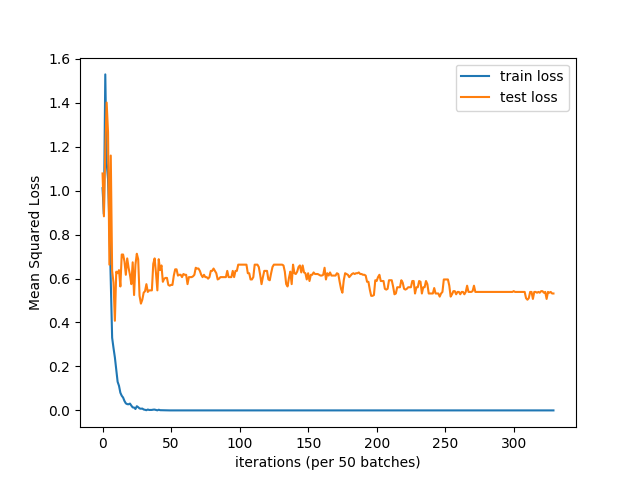 train loss
test loss
Mean Squared Loss
1.6
1.4
1.2
1.0
0.8
0.6
0.4
0.2
0.0
0 50 100 150 200 250 300
iterations (per 50 batches)